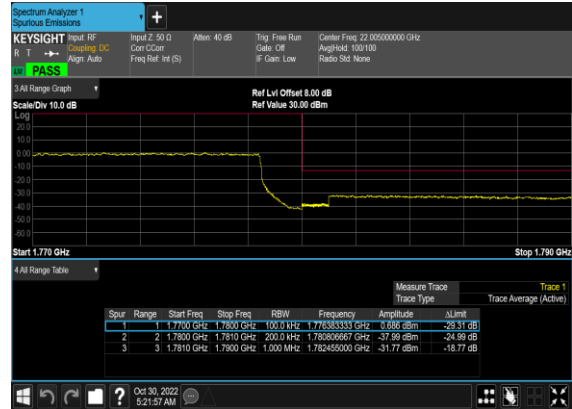 Spectrum Analyzer 1
Spurious Emissions
KEYSIGHT Input: RF Input Z: 50 Ω Atten: 40 dB Trig: Free Run Center Freq: 22.005000000 GHz
R T Coupling: DC Corr CCorr Gate: Off Avg|Hold: 100/100
Align: Auto Freq Ref: Int (S) IF Gain: Low Radio Std: None
PASS
3 All Range Graph
Ref Lvl Offset 8.00 dB
Scale/Div 10.0 dB Ref Value 30.00 dBm
Log
20.0
10.0
0.00
-10.0
-20.0
-30.0
-40.0
-50.0
-60.0
Start 1.770 GHz Stop 1.790 GHz
4 All Range Table
Measure Trace Trace 1
Trace Type Trace Average (Active)
Spur Range Start Freq Stop Freq RBW Frequency Amplitude ΔLimit
1 1 1.7700 GHz 1.7800 GHz 100.0 kHz 1.776383333 GHz 0.686 dBm -29.31 dB
2 2 1.7800 GHz 1.7810 GHz 200.0 kHz 1.780806667 GHz -37.99 dBm -24.99 dB
3 3 1.7810 GHz 1.7900 GHz 1.000 MHz 1.782455000 GHz -31.77 dBm -18.77 dB
? Oct 30, 2022
5:21:57 AM